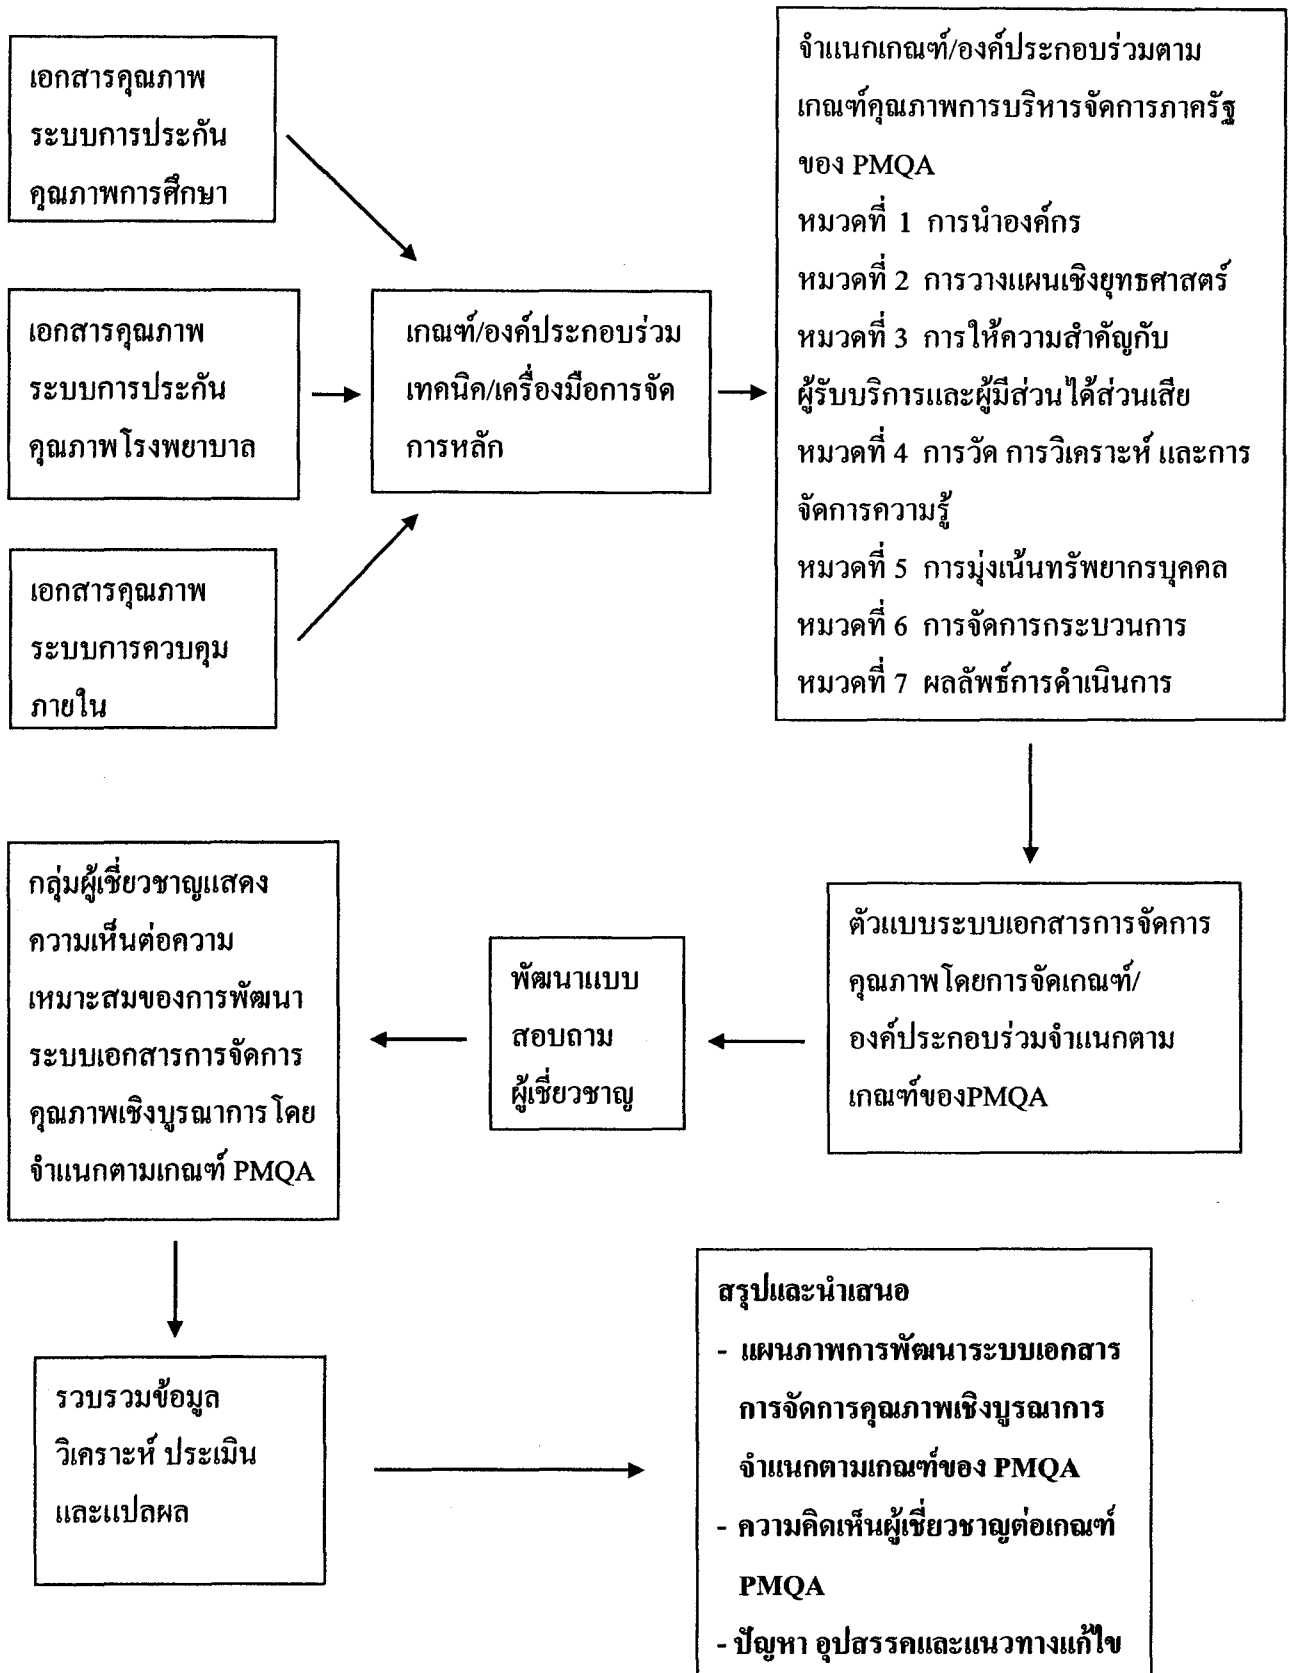 เอกสารคุณภาพ
ระบบการประกัน
คุณภาพการศึกษา
เอกสารคุณภาพ
ระบบการประกัน
คุณภาพโรงพยาบาล
เอกสารคุณภาพ
ระบบการควบคุม
ภายใน
เกณฑ์/องค์ประกอบร่วม
เทคนิค/เครื่องมือการจัด
การหลัก
จำแนกเกณฑ์/องค์ประกอบร่วมตาม
เกณฑ์คุณภาพการบริหารจัดการภาครัฐ
ของ PMQA
หมวดที่ 1 การนำองค์กร
หมวดที่ 2 การวางแผนเชิงยุทธศาสตร์
หมวดที่ 3 การให้ความสำคัญกับ
ผู้รับบริการและผู้มีส่วนได้ส่วนเสีย
หมวดที่ 4 การวัด การวิเคราะห์ และการ
จัดการความรู้
หมวดที่ 5 การมุ่งเน้นทรัพยากรบุคคล
หมวดที่ 6 การจัดการกระบวนการ
หมวดที่ 7 ผลลัพธ์การดำเนินการ
ตัวแบบระบบเอกสารการจัดการ
คุณภาพโดยการจัดเกณฑ์/
องค์ประกอบร่วมจำแนกตาม
เกณฑ์ของPMQA
พัฒนาแบบ
สอบถาม
ผู้เชี่ยวชาญ
กลุ่มผู้เชี่ยวชาญแสดง
ความเห็นต่อความ
เหมาะสมของการพัฒนา
ระบบเอกสารการจัดการ
คุณภาพเชิงบูรณาการโดย
จำแนกตามเกณฑ์ PMQA
รวบรวมข้อมูล
วิเคราะห์ ประเมิน
และแปลผล
สรุปและนำเสนอ
- แผนภาพการพัฒนาระบบเอกสาร
การจัดการคุณภาพเชิงบูรณาการ
จำแนกตามเกณฑ์ของ PMQA
- ความคิดเห็นผู้เชี่ยวชาญต่อเกณฑ์
PMQA
- ปัญหา อุปสรรคและแนวทางแก้ไข